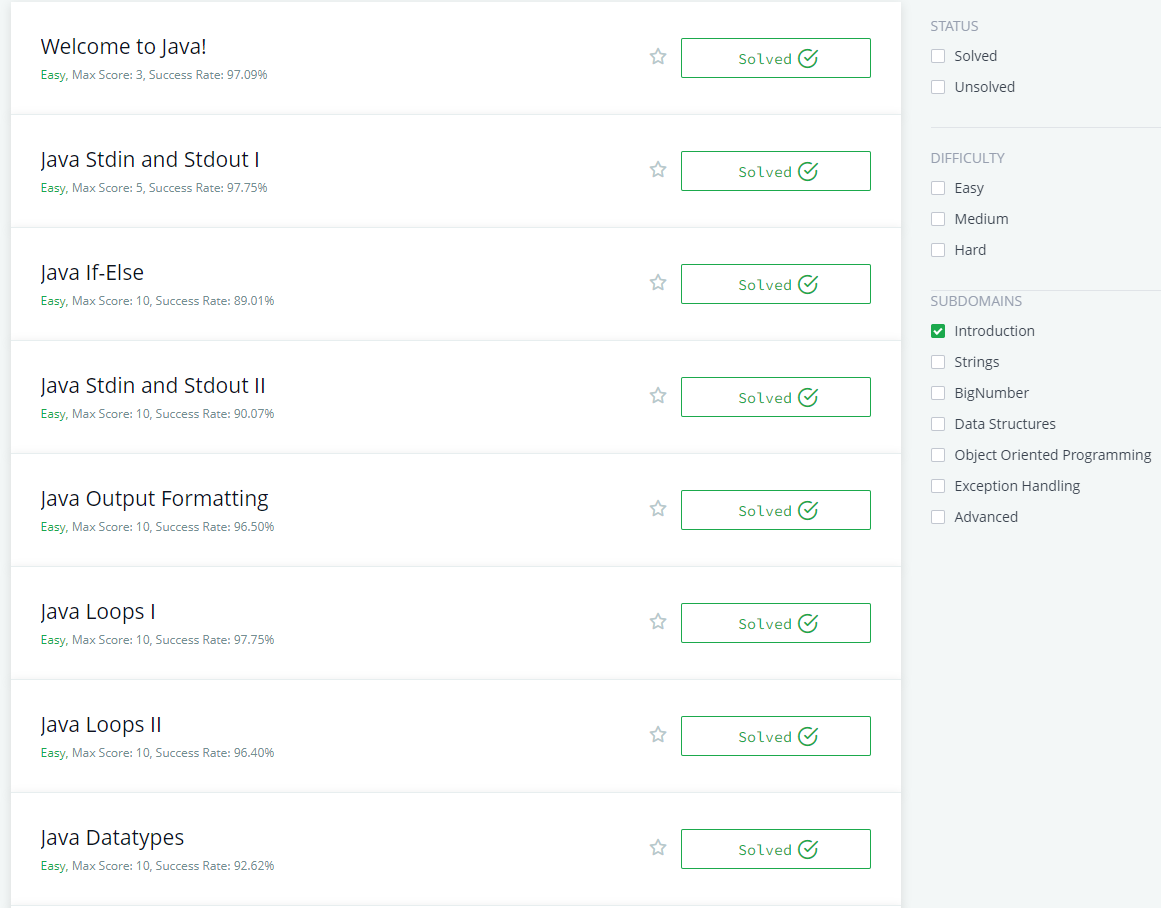 Welcome to Java!
Easy, Max Score: 3, Success Rate: 97.09%
Solved
Java Stdin and Stdout I
Easy, Max Score: 5, Success Rate: 97.75%
Solved
Java If-Else
Easy, Max Score: 10, Success Rate: 89.01%
Solved
Java Stdin and Stdout II
Easy, Max Score: 10, Success Rate: 90.07%
Solved
Java Output Formatting
Easy, Max Score: 10, Success Rate: 96.50%
Solved
Java Loops I
Easy, Max Score: 10, Success Rate: 97.75%
Solved
Java Loops II
Easy, Max Score: 10, Success Rate: 96.40%
Solved
Java Datatypes
Easy, Max Score: 10, Success Rate: 92.62%
Solved
STATUS
Solved
Unsolved
DIFFICULTY
Easy
Medium
Hard
SUBDOMAINS
Introduction
Strings
BigNumber
Data Structures
Object Oriented Programming
Exception Handling
Advanced